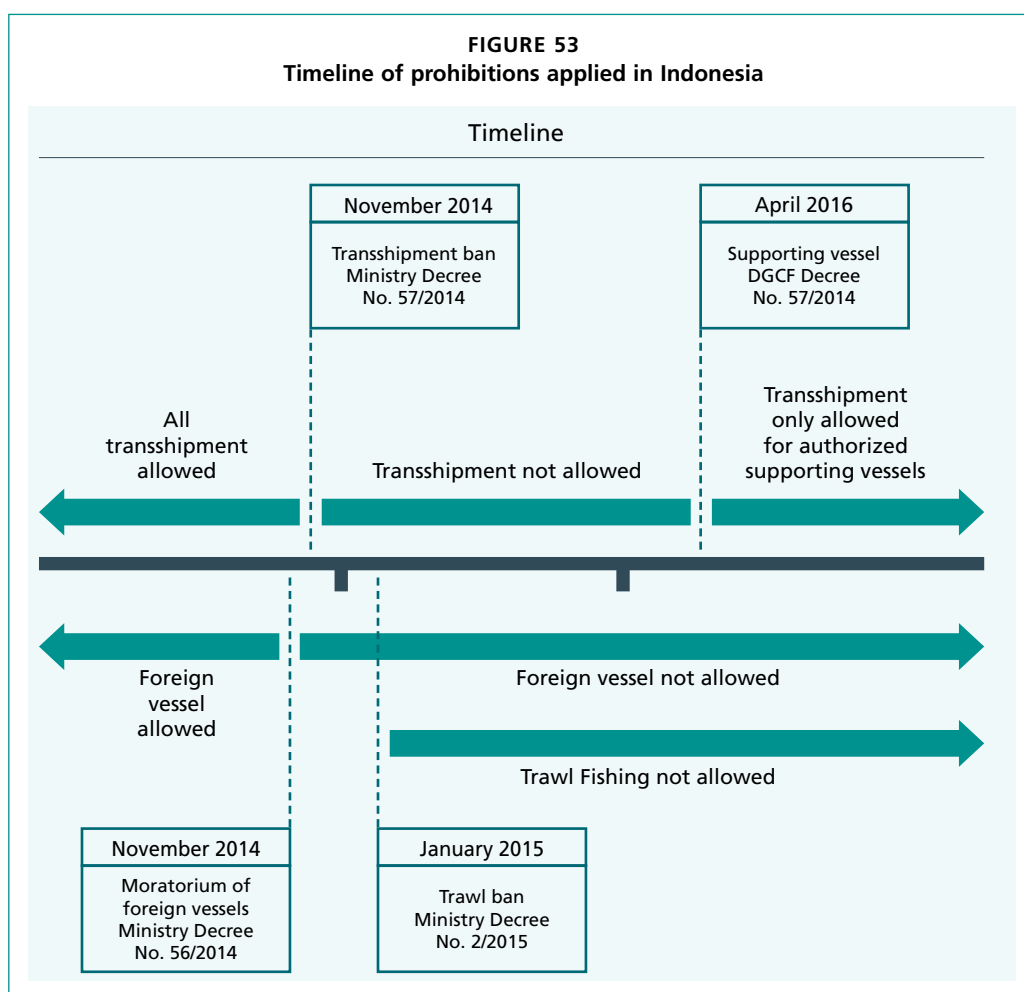 FIGURE 53
Timeline of prohibitions applied in Indonesia
Timeline
November 2014
Transshipment ban
Ministry Decree
No. 57/2014
April 2016
Supporting vessel
DGCF Decree
No. 57/2014
All
transshipment
allowed
Transshipment not allowed
Transshipment
only allowed
for authorized
supporting vessels
Foreign
vessel
allowed
Foreign vessel not allowed
Trawl Fishing not allowed
November 2014
Moratorium of
foreign vessels
Ministry Decree
No. 56/2014
January 2015
Trawl ban
Ministry Decree
No. 2/2015